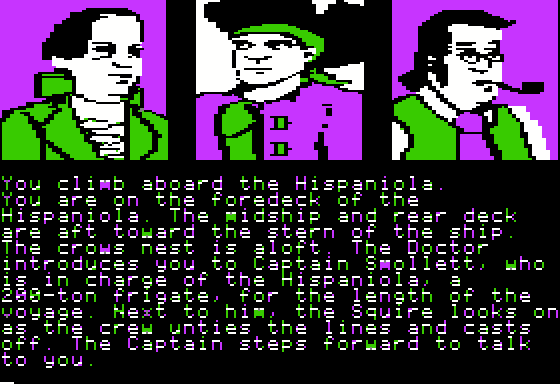 You climb aboard the Hispaniola.
You are on the foredeck of the
Hispaniola. The midship and rear deck
are aft toward the stern of the ship.
The crows nest is aloft. The Doctor
introduces you to Captain Smollett, who
is in charge of the Hispaniola, a
200-ton frigate, for the length of the
voyage. Next to him, the Squire looks on
as the crew unties the lines and casts
off. The Captain steps forward to talk
to you.